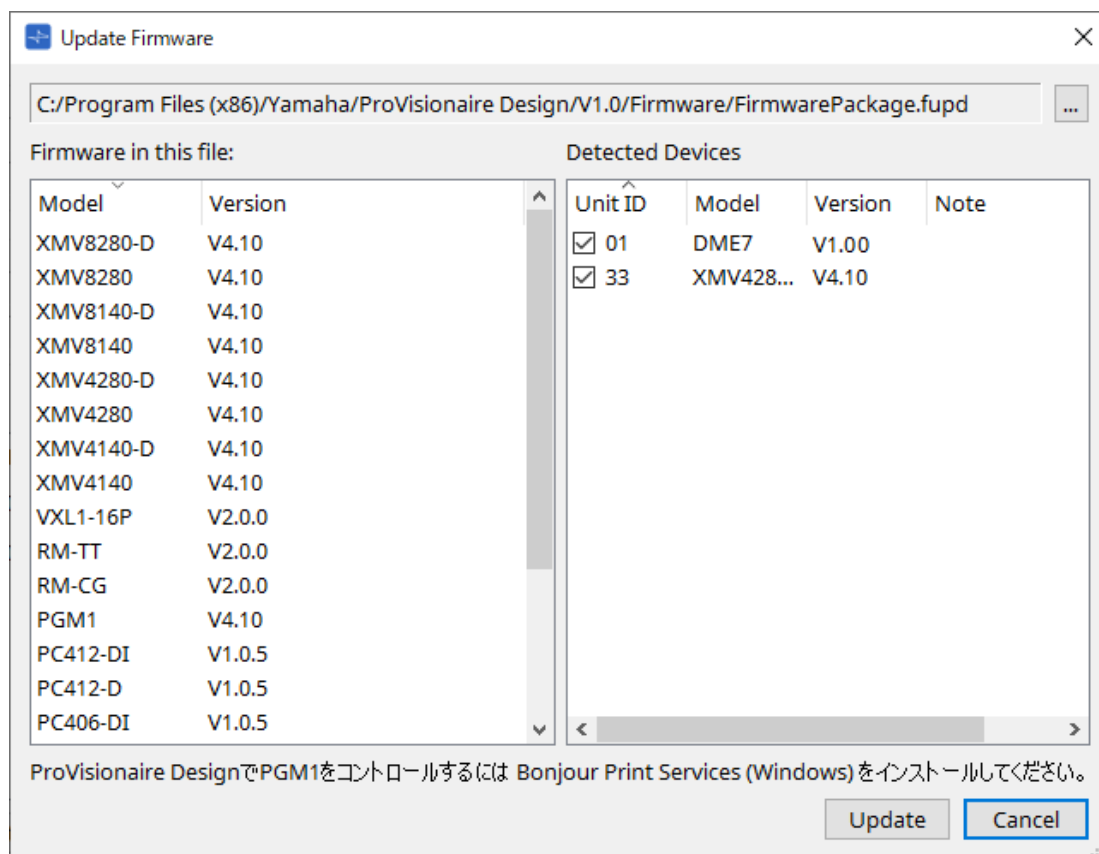 Update Firmware
C:/Program Files (x86)/Yamaha/ProVisionaire Design/V1.0/Firmware/FirmwarePackage.fupd ...
Firmware in this file:
Model Version
XMV8280-D V4.10
XMV8280 V4.10
XMV8140-D V4.10
XMV8140 V4.10
XMV4280-D V4.10
XMV4280 V4.10
XMV4140-D V4.10
XMV4140 V4.10
VXL1-16P V2.0.0
RM-TT V2.0.0
RM-CG V2.0.0
PGM1 V4.10
PC412-DI V1.0.5
PC412-D V1.0.5
PC406-DI V1.0.5
Detected Devices
Unit ID Model Version Note
01 DME7 V1.00
33 XMV428... V4.10
ProVisionaire DesignでPGM1をコントロールするには Bonjour Print Services (Windows) をインストールしてください。
Update Cancel